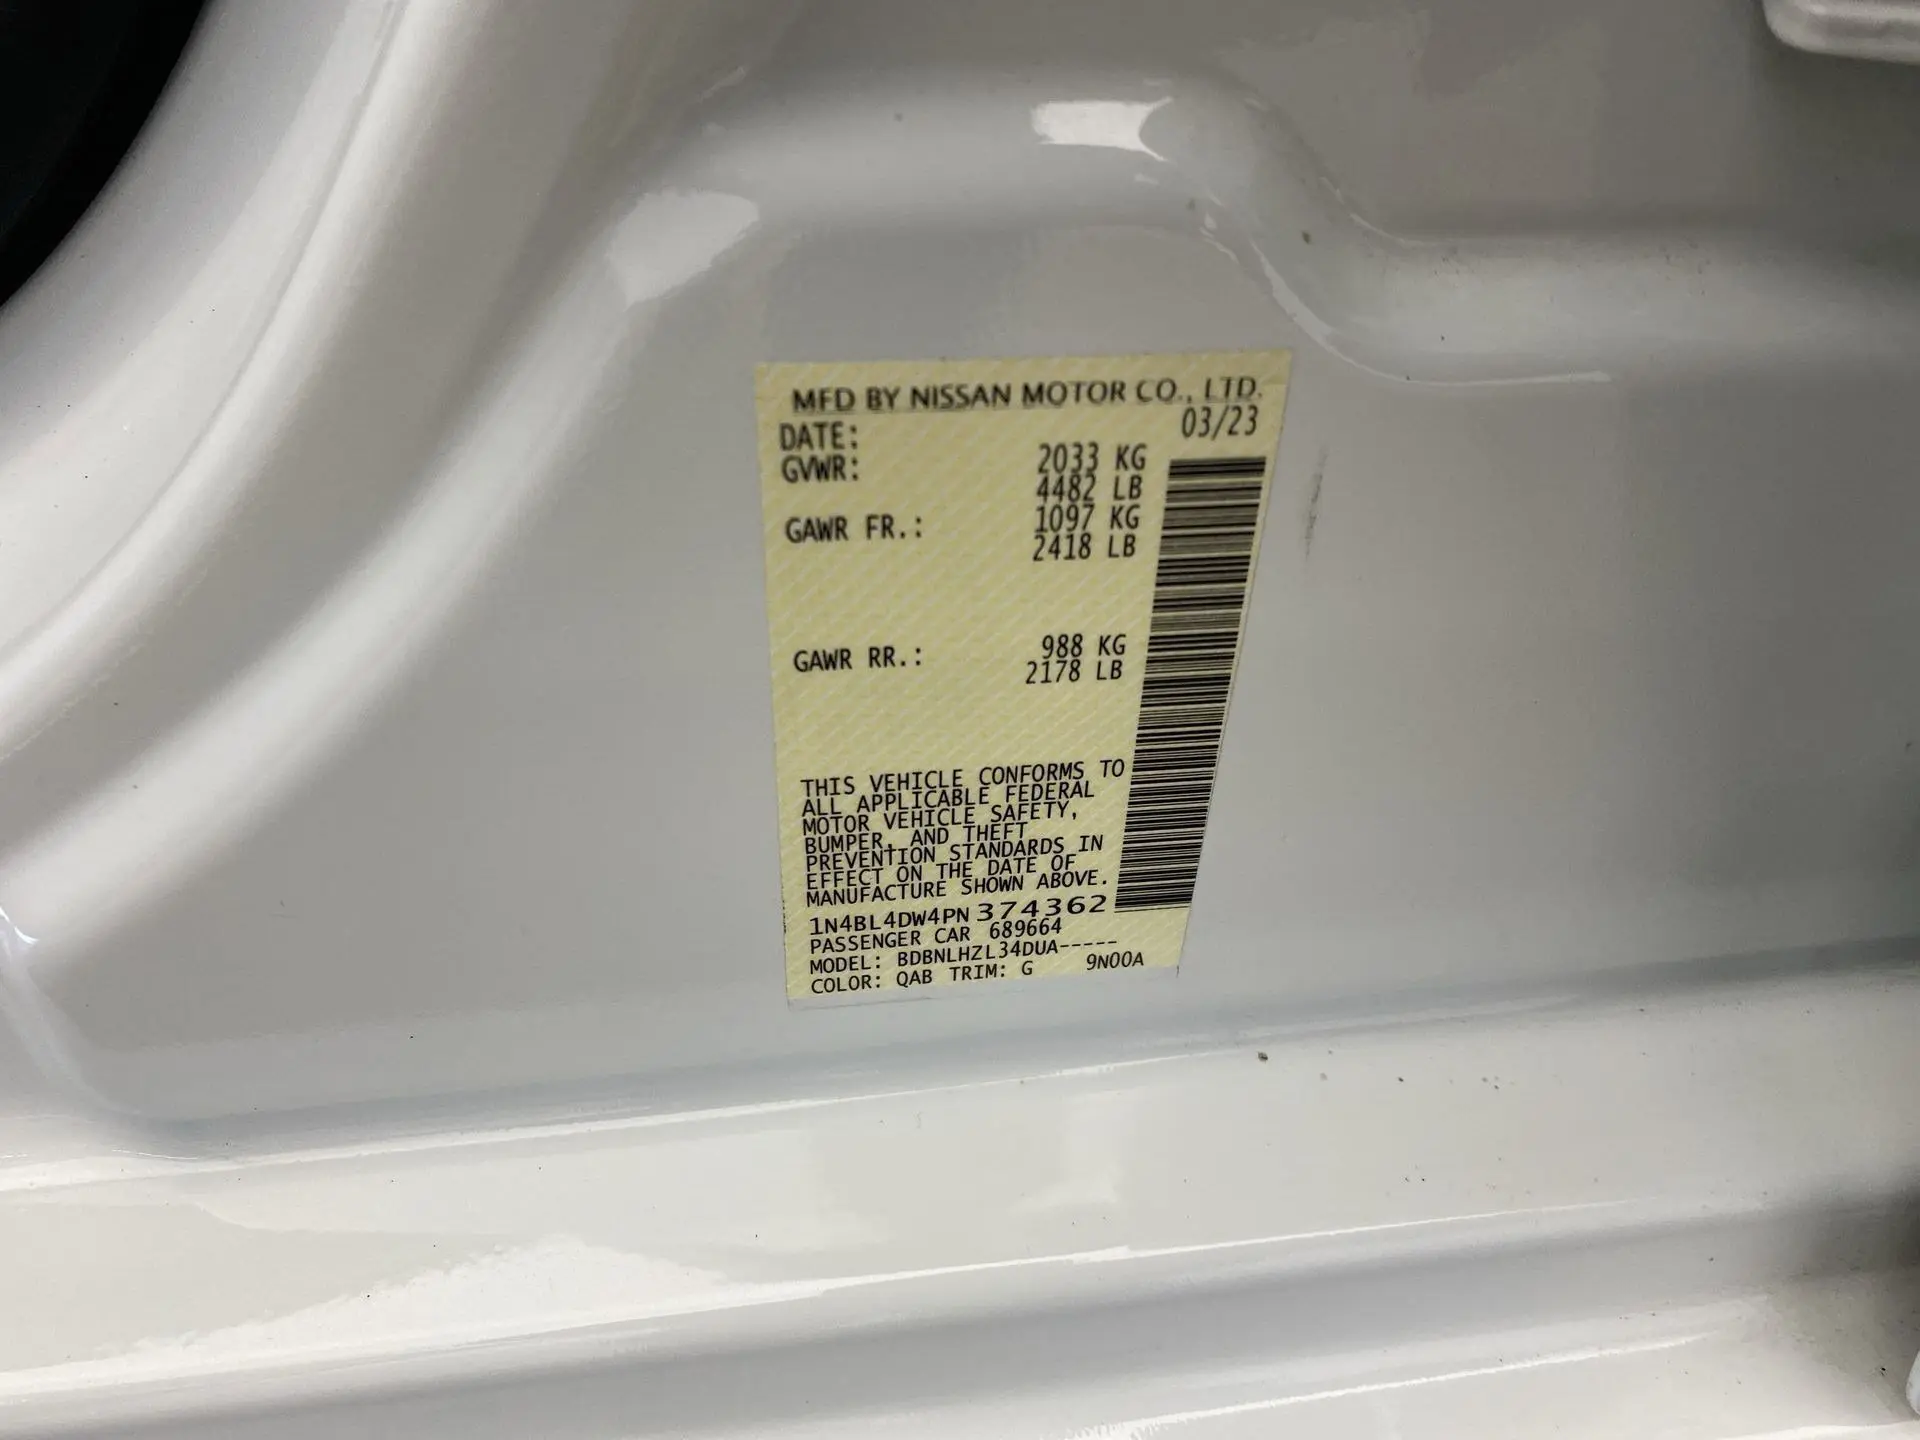 MFD BY NISSAN MOTOR CO., LTD.
DATE: 03/23
GVWR: 2033 KG
4482 LB
GAWR FR.: 1097 KG
2418 LB
GAWR RR.: 988 KG
2178 LB
THIS VEHICLE CONFORMS TO
ALL APPLICABLE FEDERAL
MOTOR VEHICLE SAFETY,
BUMPER, AND THEFT
PREVENTION STANDARDS IN
EFFECT ON THE DATE OF
MANUFACTURE SHOWN ABOVE.
1N4BL4DW4PN374362
PASSENGER CAR 689664
MODEL: BDBNLHZL34DUA-----
COLOR: QAB TRIM: G 9N00A